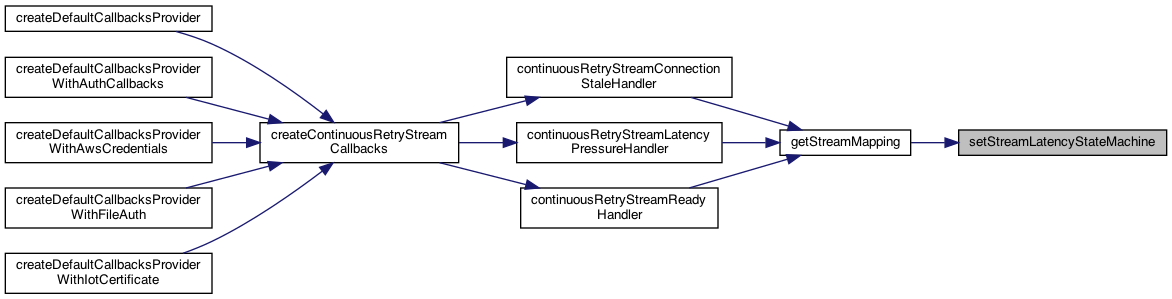 createDefaultCallbacksProvider
createDefaultCallbacksProvider
WithAuthCallbacks
createDefaultCallbacksProvider
WithAwsCredentials
createDefaultCallbacksProvider
WithFileAuth
createDefaultCallbacksProvider
WithIotCertificate
createContinuousRetryStream
Callbacks
continuousRetryStreamConnection
StaleHandler
continuousRetryStreamLatency
PressureHandler
continuousRetryStreamReady
Handler
getStreamMapping
setStreamLatencyStateMachine